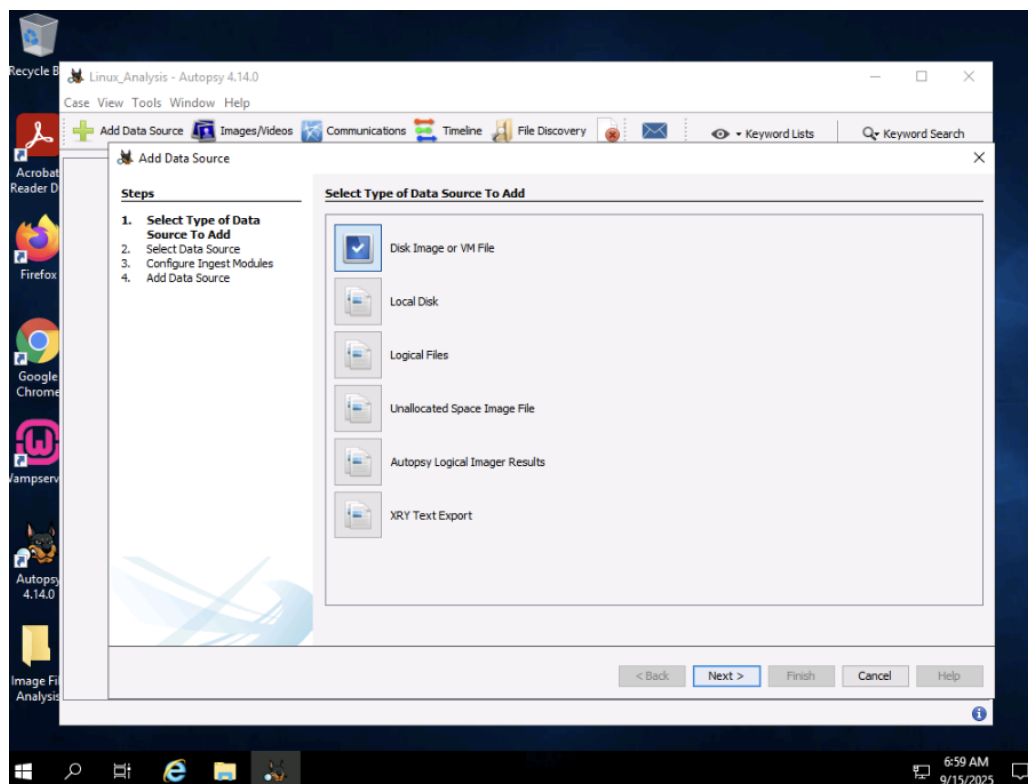 Recycle B
Linux_Analysis - Autopsy 4.14.0
Case View Tools Window Help
Add Data Source Images/Videos Communications Timeline File Discovery Keyword Lists Keyword Search
Acrobat
Reader D
Firefox
Google
Chrome
Wampserv
Autopsy
4.14.0
Image Fil
Analysis
Add Data Source
Steps
1. Select Type of Data
Source To Add
2. Select Data Source
3. Configure Ingest Modules
4. Add Data Source
Select Type of Data Source To Add
Disk Image or VM File
Local Disk
Logical Files
Unallocated Space Image File
Autopsy Logical Imager Results
XRY Text Export
< Back Next > Finish Cancel Help
6:59 AM
9/15/2025